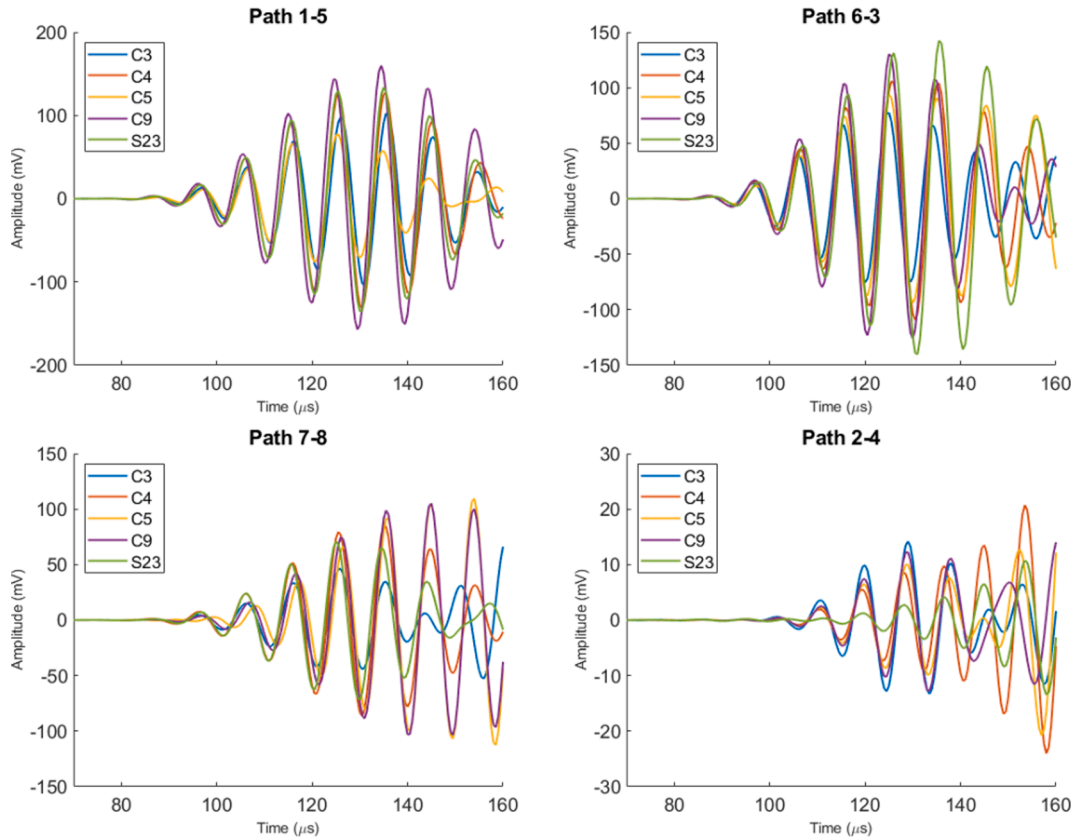 Path 1-5
200
100
0
-100
-200
Amplitude (mV)
80
100
120
140
160
Time (μs)
C3
C4
C5
C9
S23
Path 6-3
150
100
50
0
-50
-100
-150
Amplitude (mV)
80
100
120
140
160
Time (μs)
C3
C4
C5
C9
S23
Path 7-8
150
100
50
0
-50
-100
-150
Amplitude (mV)
80
100
120
140
160
Time (μs)
C3
C4
C5
C9
S23
Path 2-4
30
20
10
0
-10
-20
-30
Amplitude (mV)
80
100
120
140
160
Time (μs)
C3
C4
C5
C9
S23